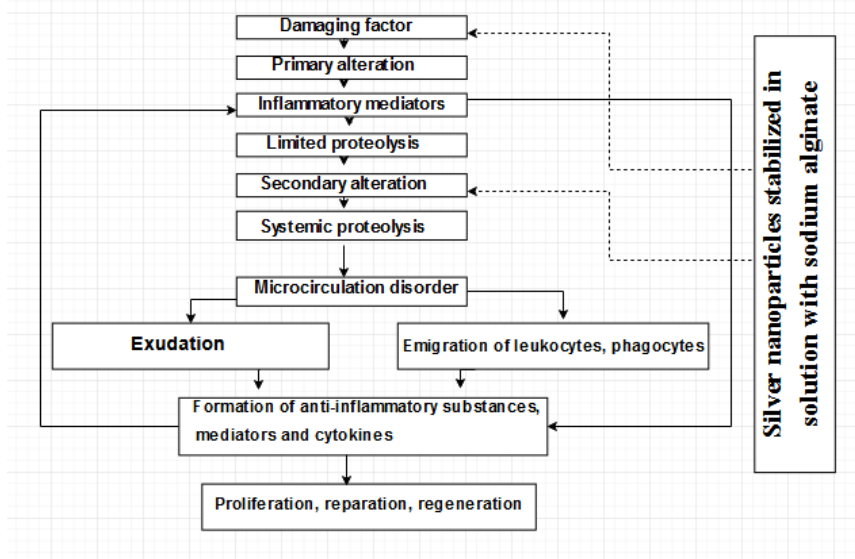 Damaging factor
Primary alteration
Inflammatory mediators
Limited proteolysis
Secondary alteration
Systemic proteolysis
Microcirculation disorder
Exudation
Emigration of leukocytes, phagocytes
Formation of anti-inflammatory substances,
mediators and cytokines
Proliferation, reparation, regeneration
Silver nanoparticles stabilized in
solution with sodium alginate